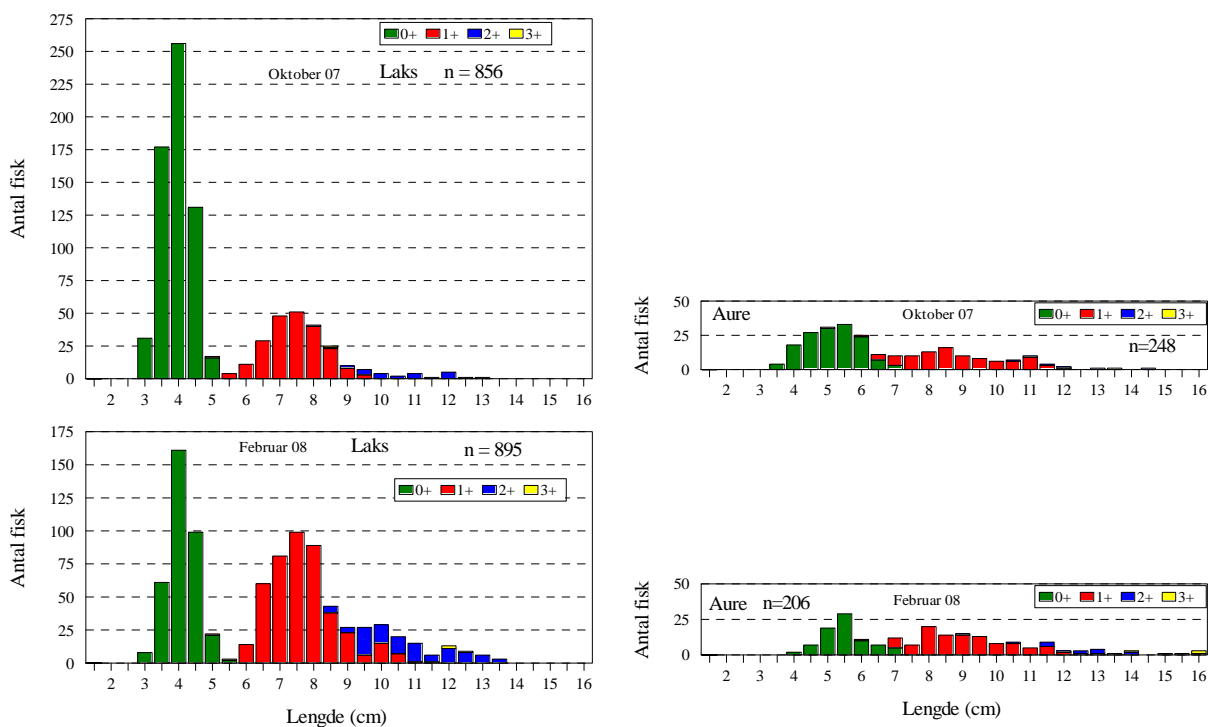 275
250
225
200
175
150
125
100
75
50
25
0
Antal fisk
0+ 1+ 2+ 3+
Oktober 07 Laks n = 856
2 3 4 5 6 7 8 9 10 11 12 13 14 15 16
175
150
125
100
75
50
25
0
Antal fisk
Februar 08 Laks n = 895
0+ 1+ 2+ 3+
2 3 4 5 6 7 8 9 10 11 12 13 14 15 16
Lengde (cm)
50
25
0
Antal fisk
Aure Oktober 07
0+ 1+ 2+ 3+
n=248
2 3 4 5 6 7 8 9 10 11 12 13 14 15 16
50
25
0
Antal fisk
Aure n=206 Februar 08
0+ 1+ 2+ 3+
2 3 4 5 6 7 8 9 10 11 12 13 14 15 16
Lengde (cm)